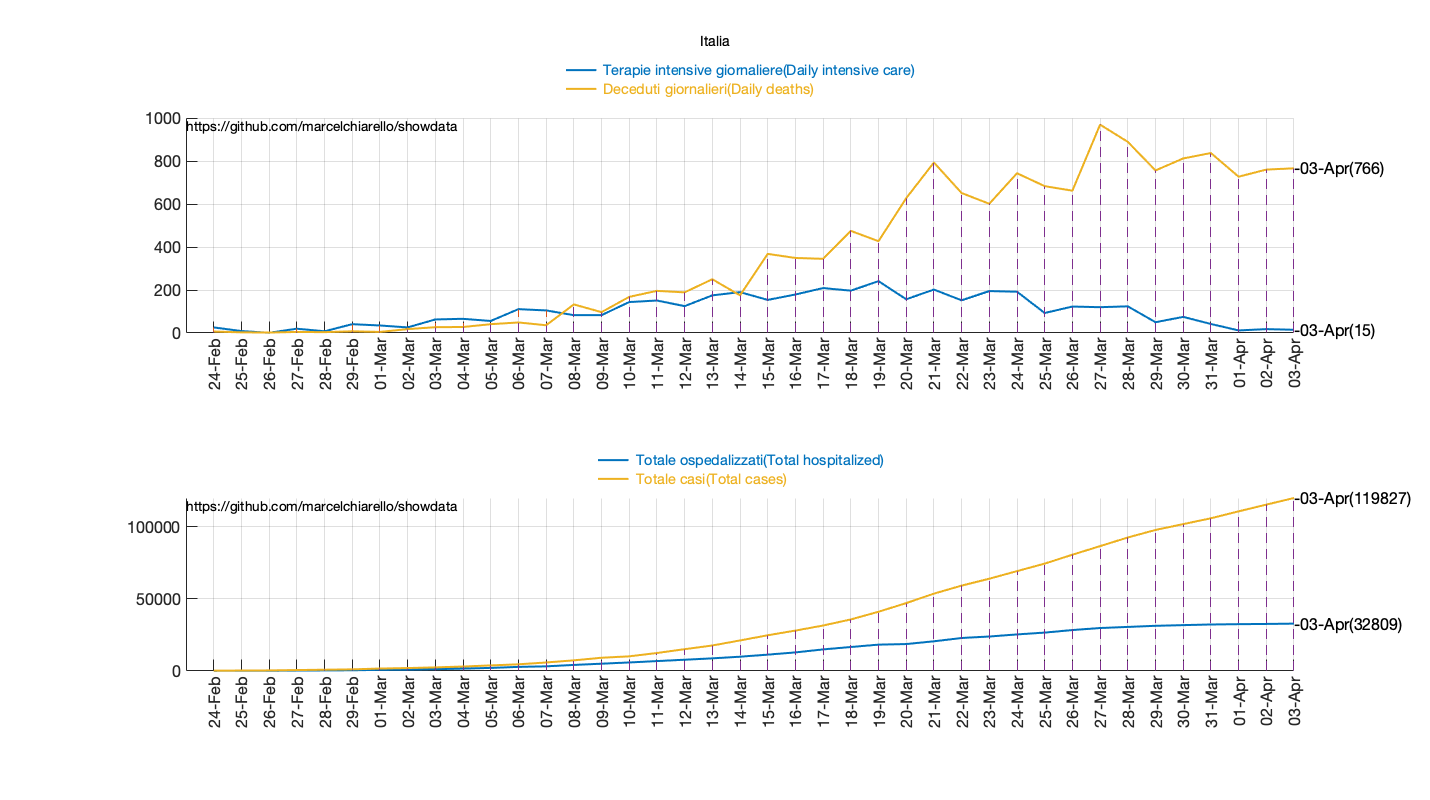 Italia
Terapie intensive giornaliere(Daily intensive care)
Deceduti giornalieri(Daily deaths)
https://github.com/marcelchiarello/showdata
1000
800
600
400
200
0
-03-Apr(766)
-03-Apr(15)
24-Feb
25-Feb
26-Feb
27-Feb
28-Feb
29-Feb
01-Mar
02-Mar
03-Mar
04-Mar
05-Mar
06-Mar
07-Mar
08-Mar
09-Mar
10-Mar
11-Mar
12-Mar
13-Mar
14-Mar
15-Mar
16-Mar
17-Mar
18-Mar
19-Mar
20-Mar
21-Mar
22-Mar
23-Mar
24-Mar
25-Mar
26-Mar
27-Mar
28-Mar
29-Mar
30-Mar
31-Mar
01-Apr
02-Apr
03-Apr
Totale ospedalizzati(Total hospitalized)
Totale casi(Total cases)
https://github.com/marcelchiarello/showdata
100000
50000
0
-03-Apr(119827)
-03-Apr(32809)
24-Feb
25-Feb
26-Feb
27-Feb
28-Feb
29-Feb
01-Mar
02-Mar
03-Mar
04-Mar
05-Mar
06-Mar
07-Mar
08-Mar
09-Mar
10-Mar
11-Mar
12-Mar
13-Mar
14-Mar
15-Mar
16-Mar
17-Mar
18-Mar
19-Mar
20-Mar
21-Mar
22-Mar
23-Mar
24-Mar
25-Mar
26-Mar
27-Mar
28-Mar
29-Mar
30-Mar
31-Mar
01-Apr
02-Apr
03-Apr